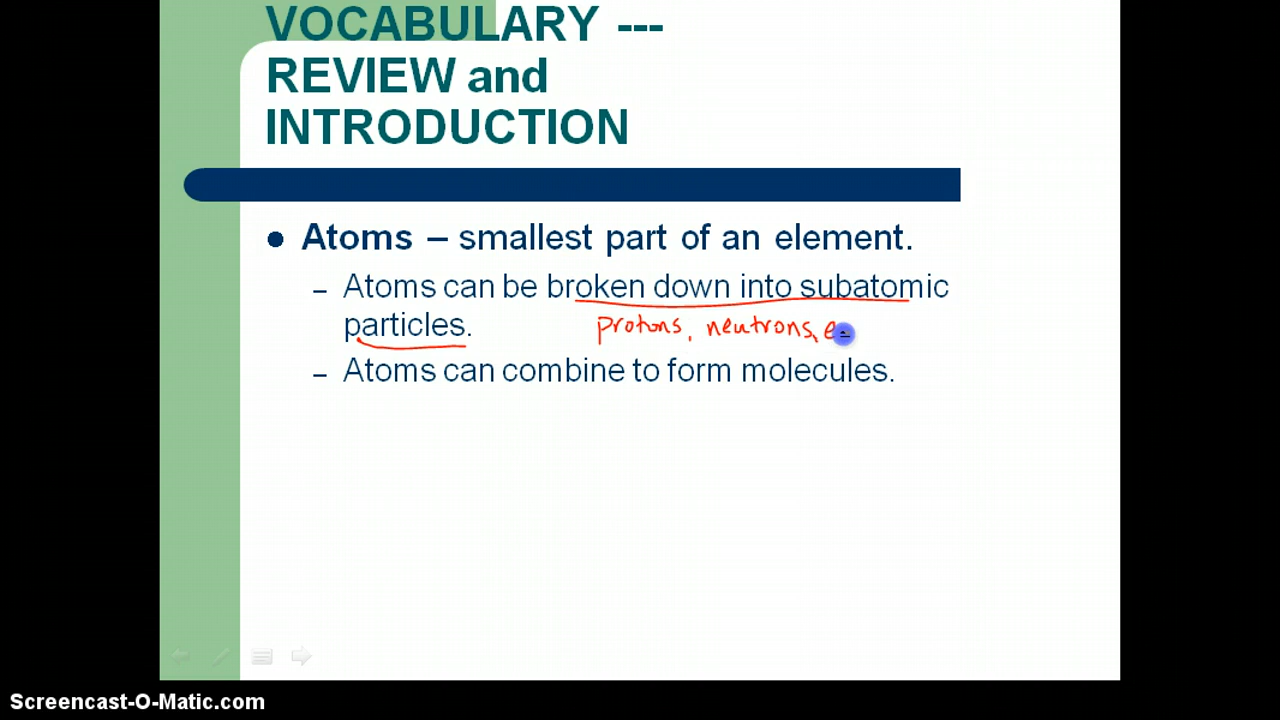 VOCABULARY ---
REVIEW and
INTRODUCTION
● Atoms – smallest part of an element.
– Atoms can be broken down into subatomic
particles.
protons, neutrons, e
– Atoms can combine to form molecules.
Screencast-O-Matic.com